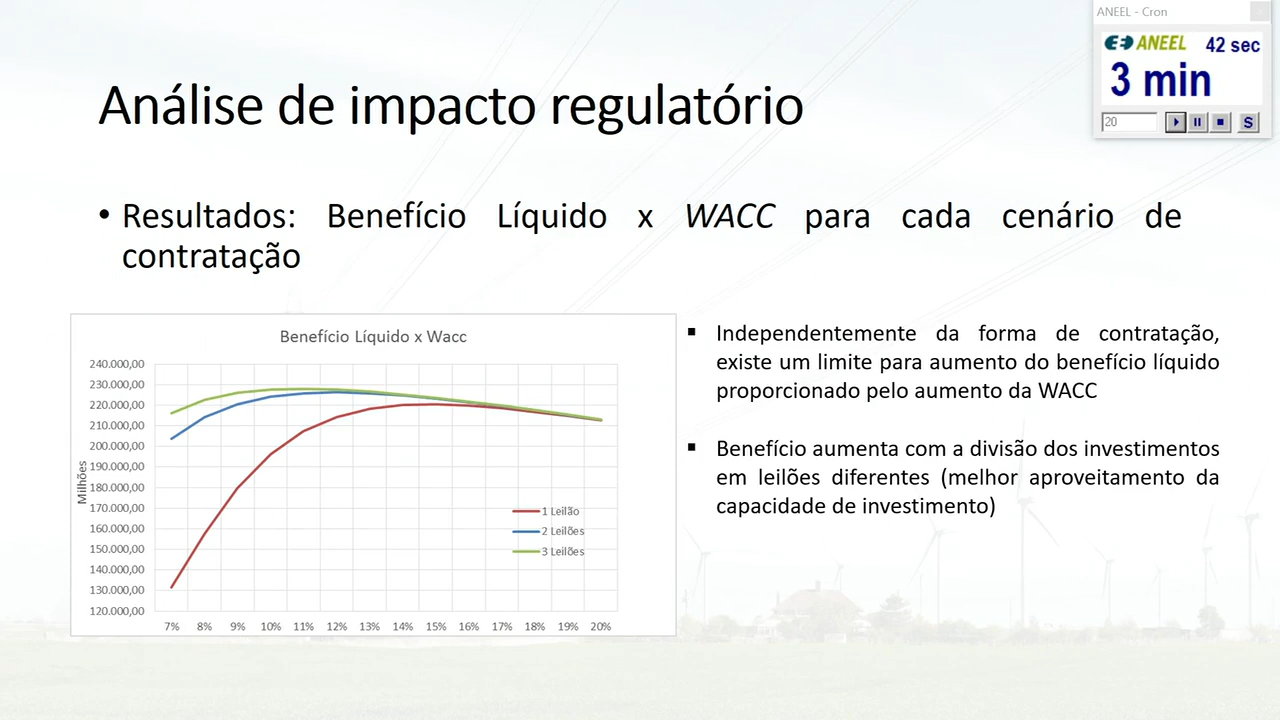 ANEEL - Cron
ANEEL 42 sec
3 min
20
S
Análise de impacto regulatório
• Resultados: Benefício Líquido x WACC para cada cenário de
contratação
Benefício Líquido x Wacc
Milhões
240.000,00
230.000,00
220.000,00
210.000,00
200.000,00
190.000,00
180.000,00
170.000,00
160.000,00
150.000,00
140.000,00
130.000,00
120.000,00
7% 8% 9% 10% 11% 12% 13% 14% 15% 16% 17% 18% 19% 20%
1 Leilão
2 Leilões
3 Leilões
▪ Independentemente da forma de contratação,
existe um limite para aumento do benefício líquido
proporcionado pelo aumento da WACC
▪ Benefício aumenta com a divisão dos investimentos
em leilões diferentes (melhor aproveitamento da
capacidade de investimento)